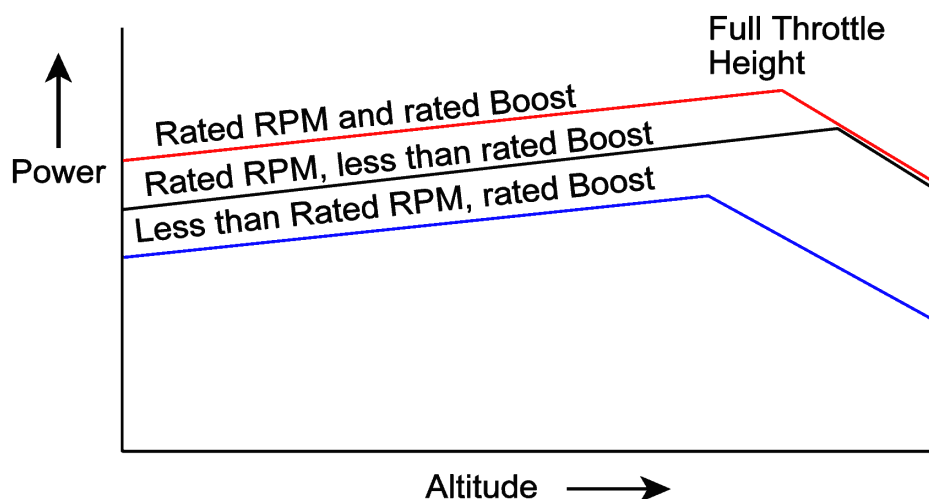 Full Throttle
Height
Rated RPM and rated Boost
Power
Rated RPM, less than rated Boost
Less than Rated RPM, rated Boost
Altitude